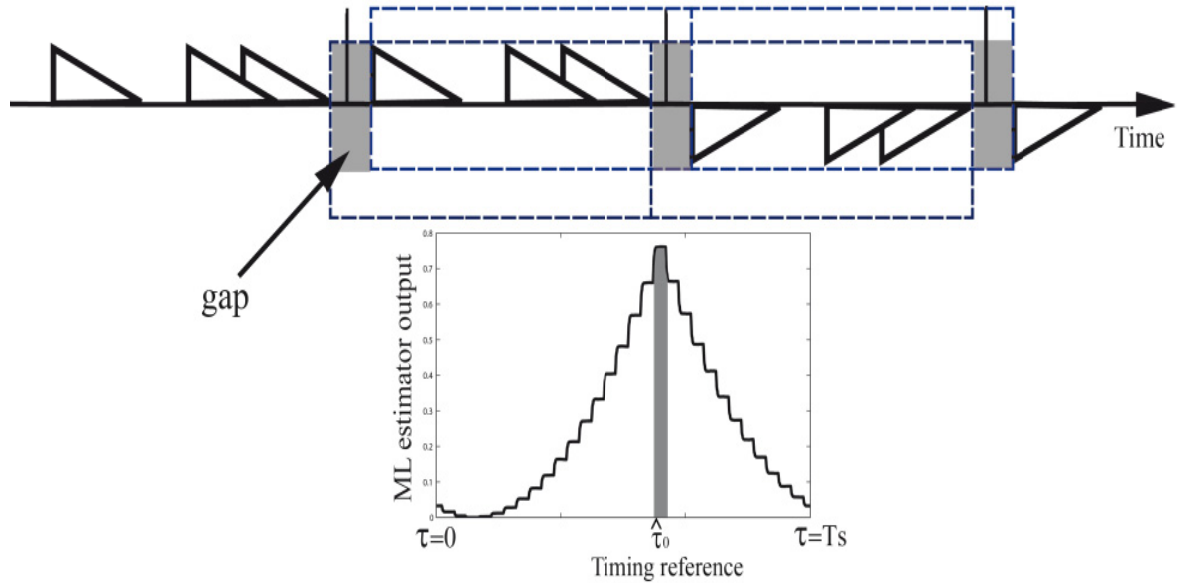 Time
gap
ML estimator output
0.8
0.7
0.6
0.5
0.4
0.3
0.2
0.1
0
τ=0
τ̂₀
τ=Ts
Timing reference